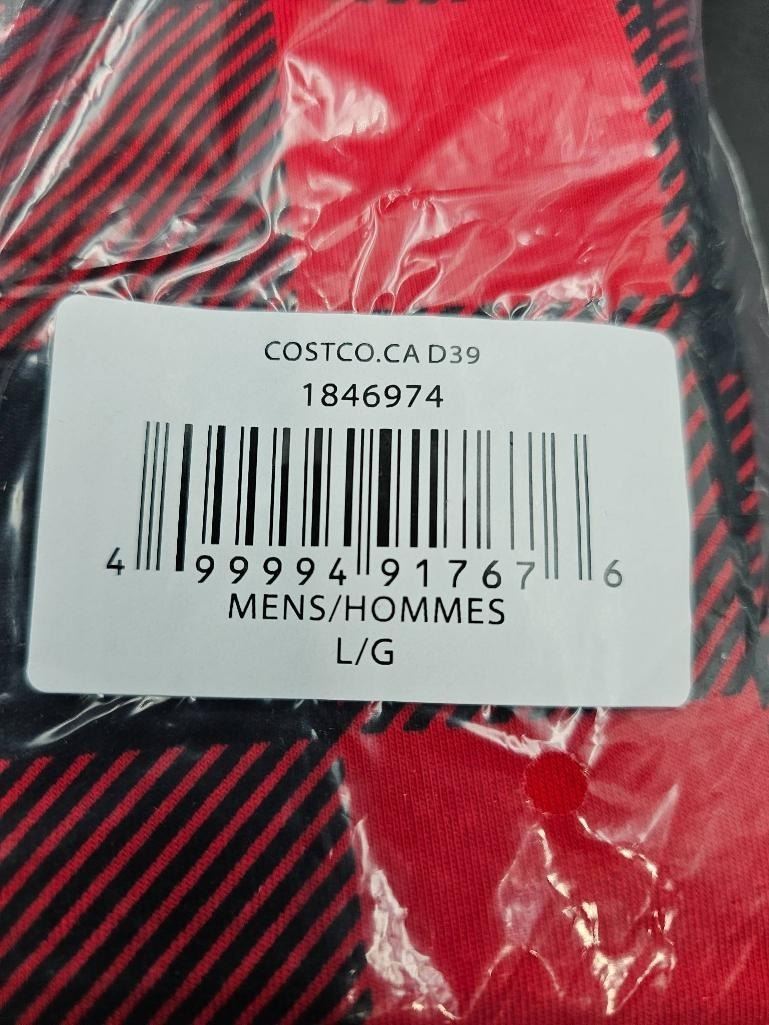 COSTCO.CA D39
1846974
4 99994 91767 6
MENS/HOMMES
L/G